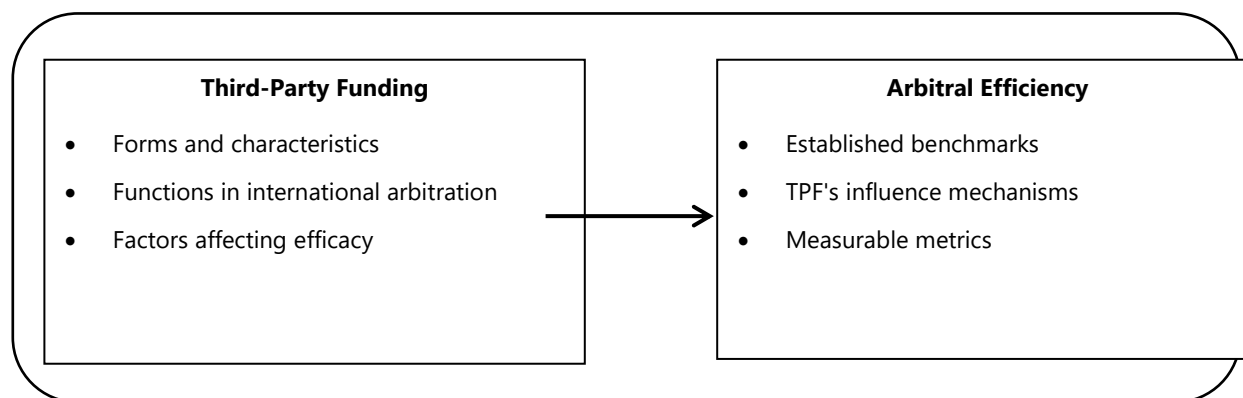 Third-Party Funding
• Forms and characteristics
• Functions in international arbitration
• Factors affecting efficacy
Arbitral Efficiency
• Established benchmarks
• TPF's influence mechanisms
• Measurable metrics